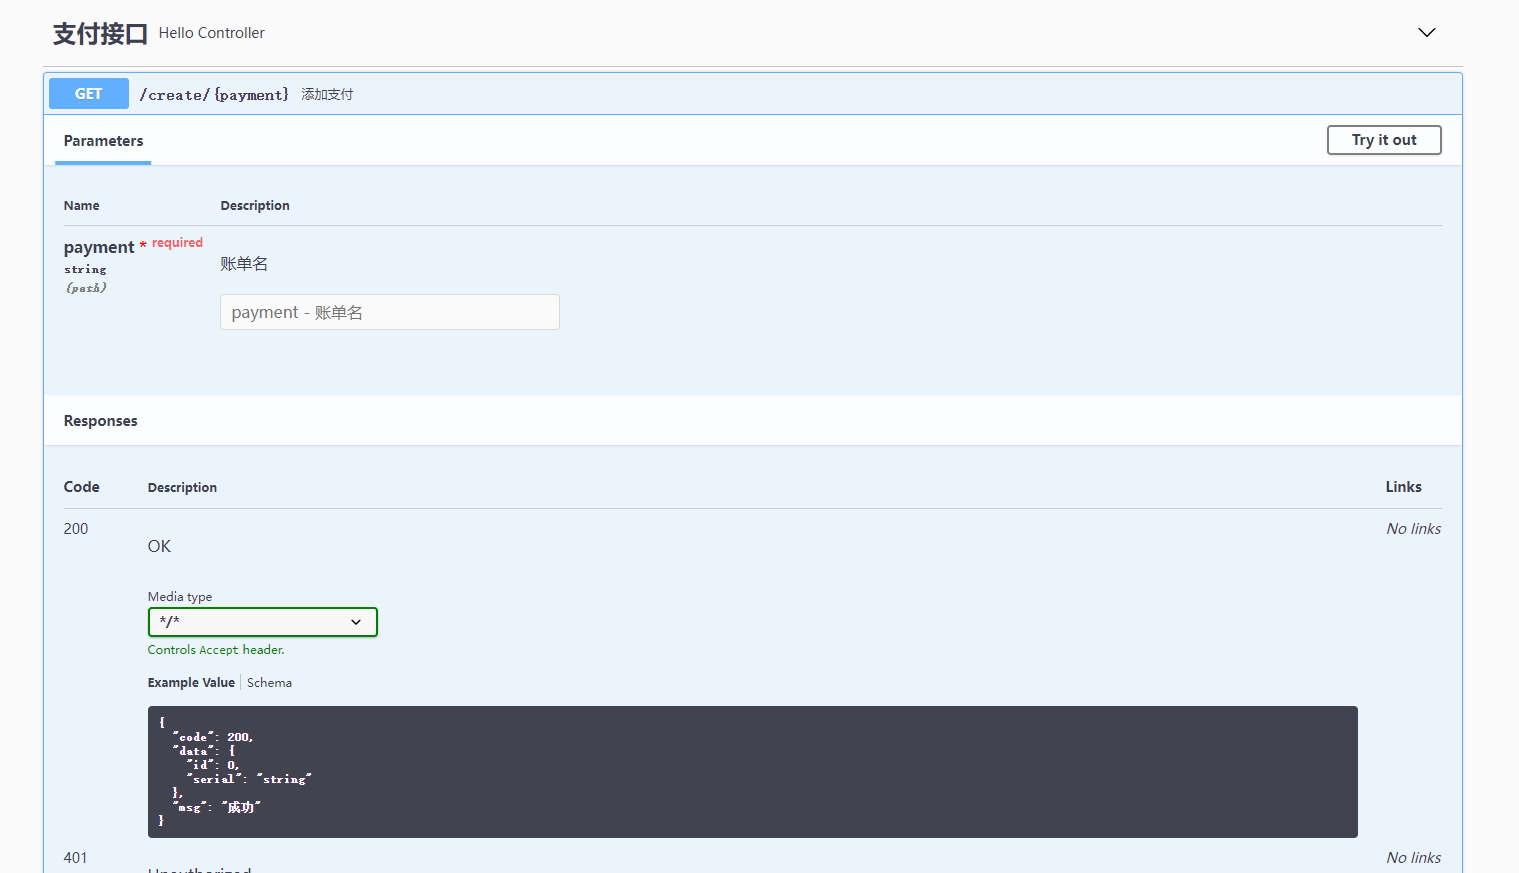 支付接口 Hello Controller
GET /create/{payment} 添加支付
Parameters Try it out
Name Description
payment * required
string
(path)
账单名
payment - 账单名
Responses
Code Description Links
200 No links
OK
Media type
*/*
Controls Accept header.
Example Value Schema
{
"code": 200,
"data": {
"id": 0,
"serial": "string"
},
"msg": "成功"
}
401 No links
Unauthorized